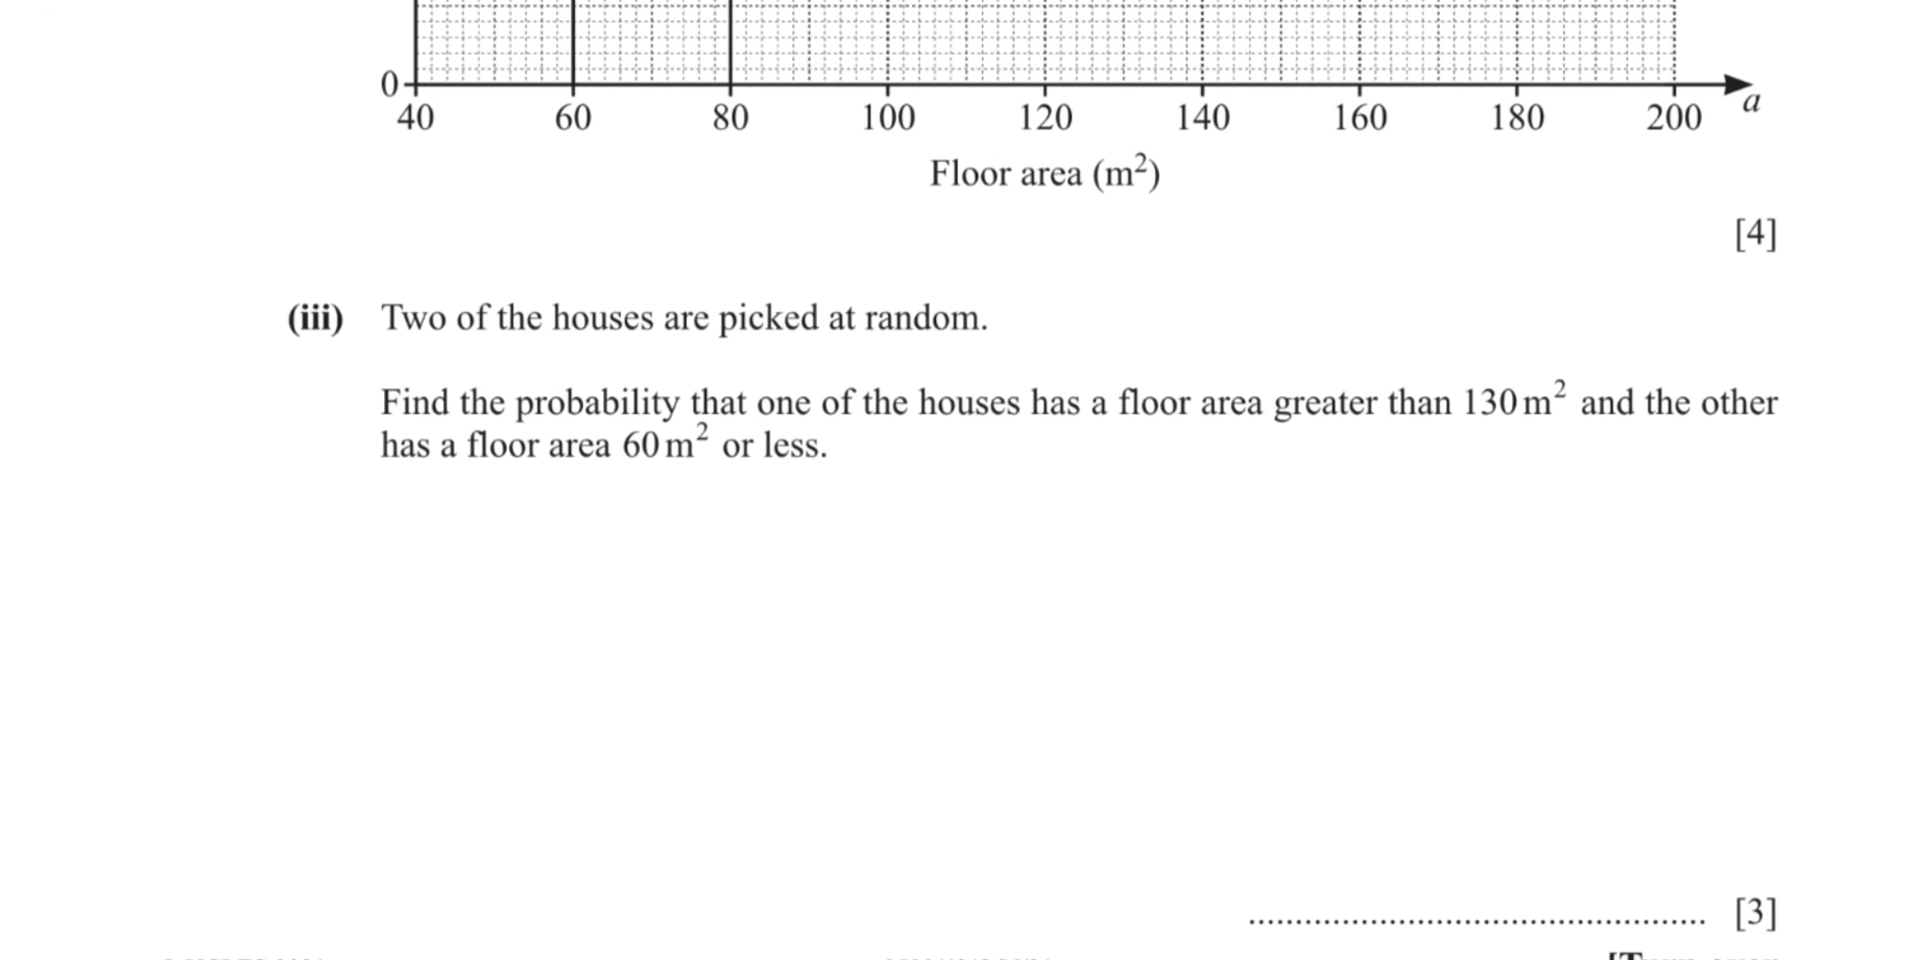 0
40 60 80 100 120 140 160 180 200 a
Floor area (m²)
[4]
(iii) Two of the houses are picked at random.
Find the probability that one of the houses has a floor area greater than 130 m² and the other
has a floor area 60 m² or less.
................................................. [3]